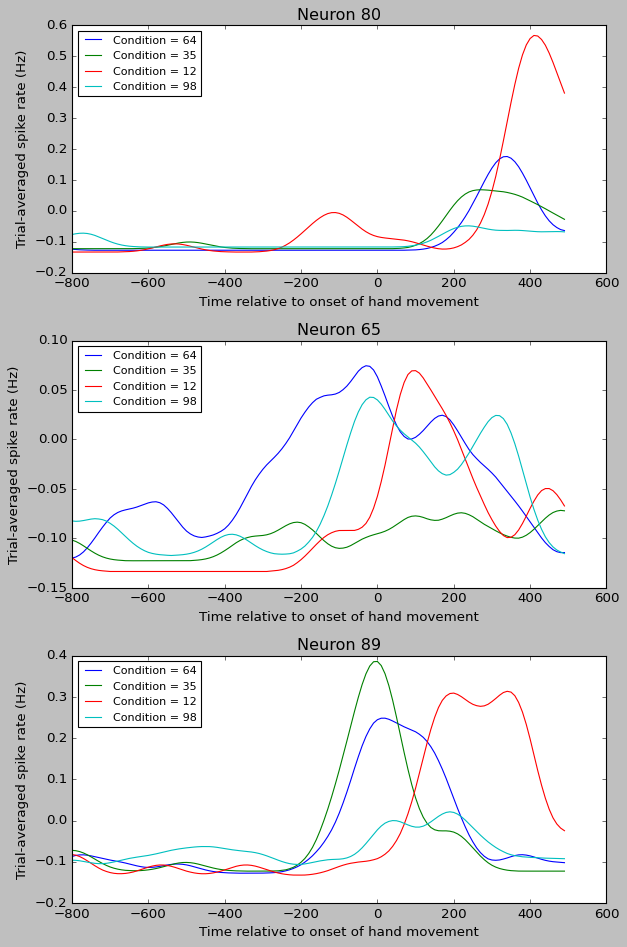 Neuron 80
0.6
0.5
0.4
0.3
0.2
0.1
0.0
−0.1
−0.2
Trial-averaged spike rate (Hz)
Condition = 64
Condition = 35
Condition = 12
Condition = 98
−800 −600 −400 −200 0 200 400 600
Time relative to onset of hand movement
Neuron 65
0.10
0.05
0.00
−0.05
−0.10
−0.15
Trial-averaged spike rate (Hz)
Condition = 64
Condition = 35
Condition = 12
Condition = 98
−800 −600 −400 −200 0 200 400 600
Time relative to onset of hand movement
Neuron 89
0.4
0.3
0.2
0.1
0.0
−0.1
−0.2
Trial-averaged spike rate (Hz)
Condition = 64
Condition = 35
Condition = 12
Condition = 98
−800 −600 −400 −200 0 200 400 600
Time relative to onset of hand movement